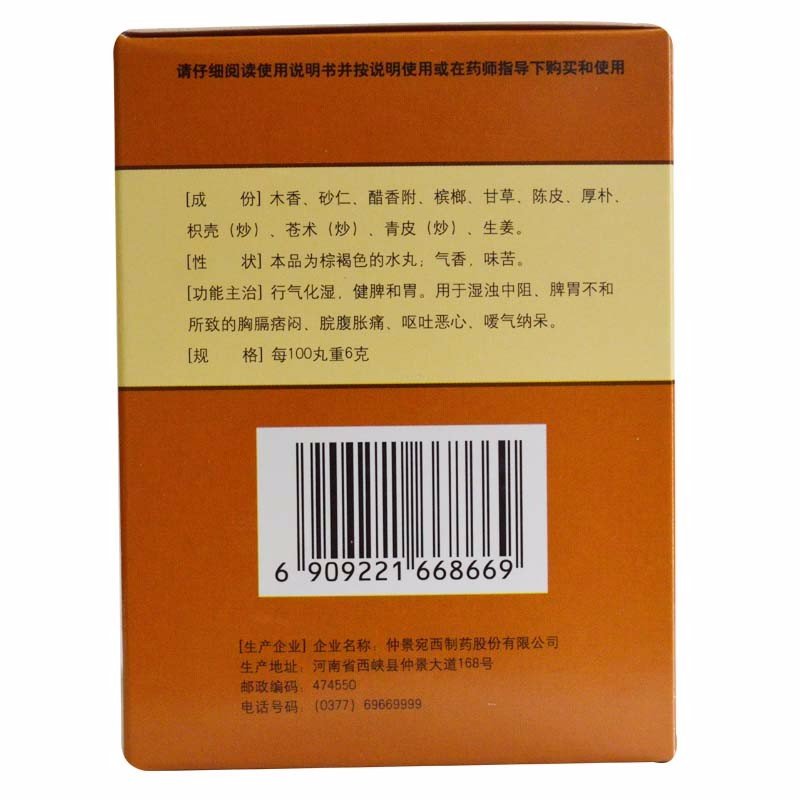 请仔细阅读使用说明书并按说明使用或在药师指导下购买和使用
[成　份] 木香、砂仁、醋香附、槟榔、甘草、陈皮、厚朴、
枳壳（炒）、苍术（炒）、青皮（炒）、生姜。
[性　状] 本品为棕褐色的水丸；气香，味苦。
[功能主治] 行气化湿，健脾和胃。用于湿浊中阻、脾胃不和
所致的胸膈痞闷、脘腹胀痛、呕吐恶心、嗳气纳呆。
[规　格] 每100丸重6克
6 909221 668669
[生产企业] 企业名称：仲景宛西制药股份有限公司
生产地址：河南省西峡县仲景大道168号
邮政编码：474550
电话号码：(0377) 69669999